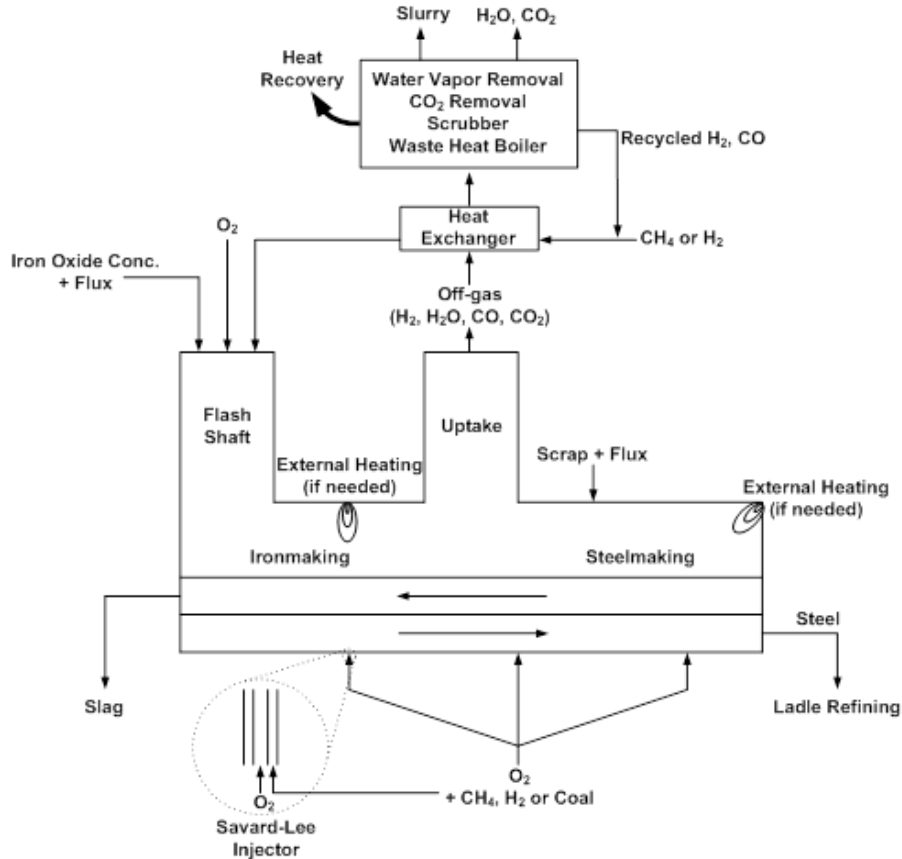 Slurry
H₂O, CO₂
Heat
Recovery
Water Vapor Removal
CO₂ Removal
Scrubber
Waste Heat Boiler
Recycled H₂, CO
O₂
Heat
Exchanger
CH₄ or H₂
Iron Oxide Conc.
+ Flux
Off-gas
(H₂, H₂O, CO, CO₂)
Flash
Shaft
Uptake
External Heating
(if needed)
Scrap + Flux
External Heating
(if needed)
Ironmaking
Steelmaking
Steel
Slag
Ladle Refining
O₂
+ CH₄, H₂ or Coal
O₂
Savard-Lee
Injector